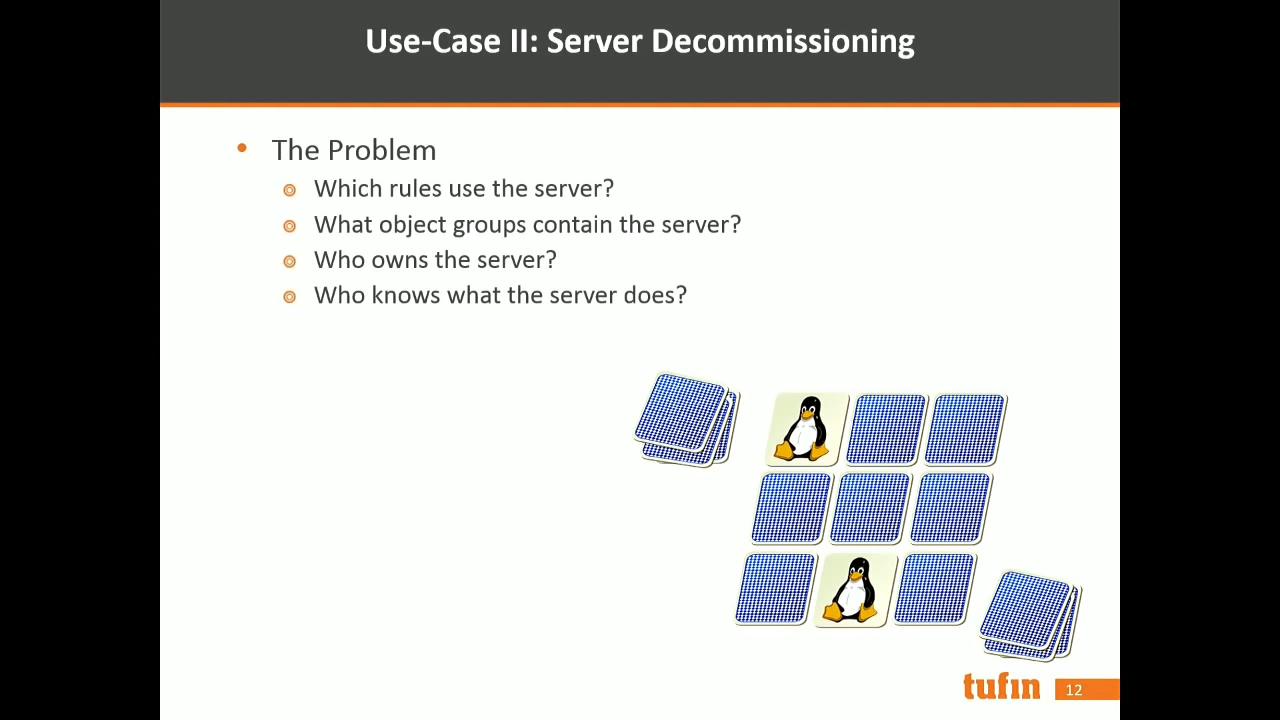 Use-Case II: Server Decommissioning
The Problem
Which rules use the server?
What object groups contain the server?
Who owns the server?
Who knows what the server does?
tufin
12